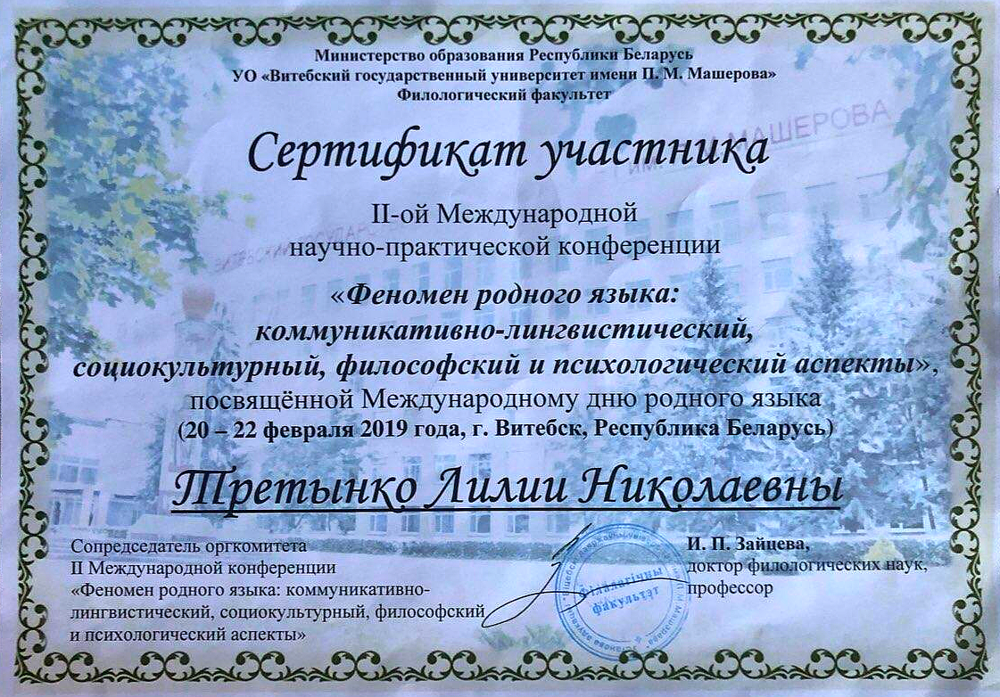 Министерство образования Республики Беларусь
УО «Витебский государственный университет имени П. М. Машерова»
Филологический факультет
МАШЕРОВА
Сертификат участника
II-ой Международной
научно-практической конференции
«Феномен родного языка:
коммуникативно-лингвистический,
социокультурный, философский и психологический аспекты»,
посвящённой Международному дню родного языка
(20 – 22 февраля 2019 года, г. Витебск, Республика Беларусь)
Третынко Лилии Николаевны
Сопредседатель оргкомитета
II Международной конференции
«Феномен родного языка: коммуникативно-
лингвистический, социокультурный, философский
и психологический аспекты»
Філалагічны
факультэт
И. П. Зайцева,
доктор филологических наук,
профессор